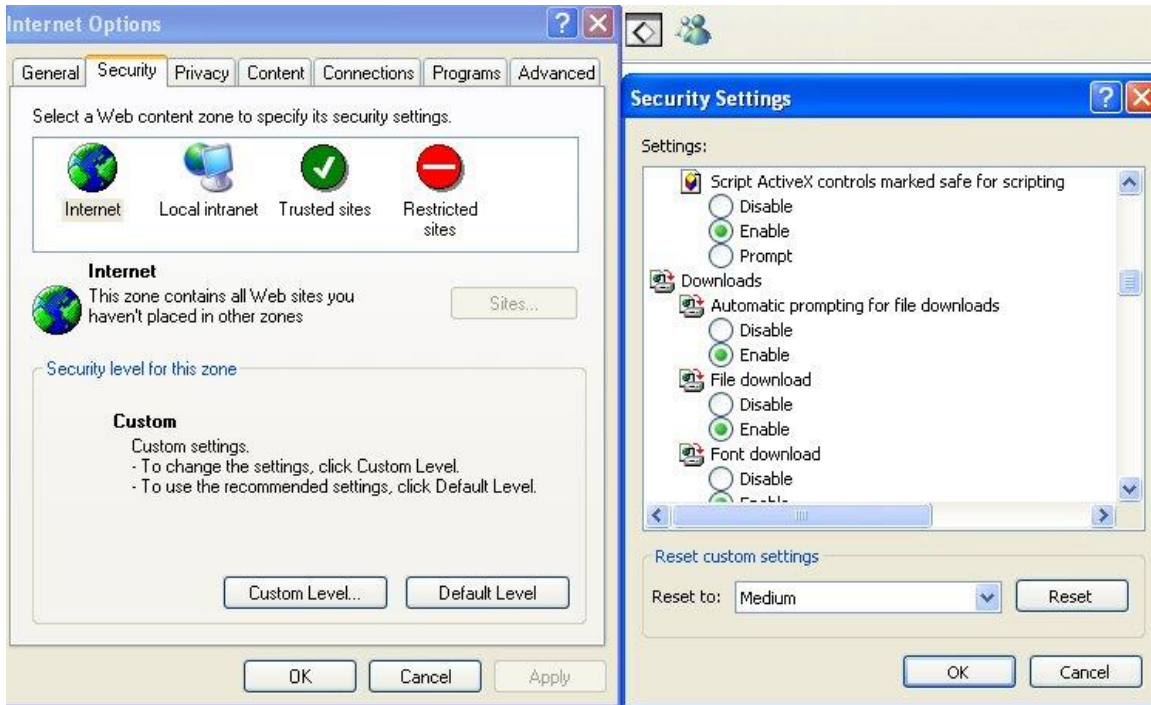 Internet Options
General Security Privacy Content Connections Programs Advanced
Select a Web content zone to specify its security settings.
Internet Local intranet Trusted sites Restricted
sites
Internet
This zone contains all Web sites you
haven't placed in other zones
Sites...
Security level for this zone
Custom
Custom settings.
- To change the settings, click Custom Level.
- To use the recommended settings, click Default Level.
Custom Level... Default Level
OK Cancel Apply
Security Settings
Settings:
Script ActiveX controls marked safe for scripting
Disable
Enable
Prompt
Downloads
Automatic prompting for file downloads
Disable
Enable
File download
Disable
Enable
Font download
Disable
Enable
Reset custom settings
Reset to: Medium Reset
OK Cancel